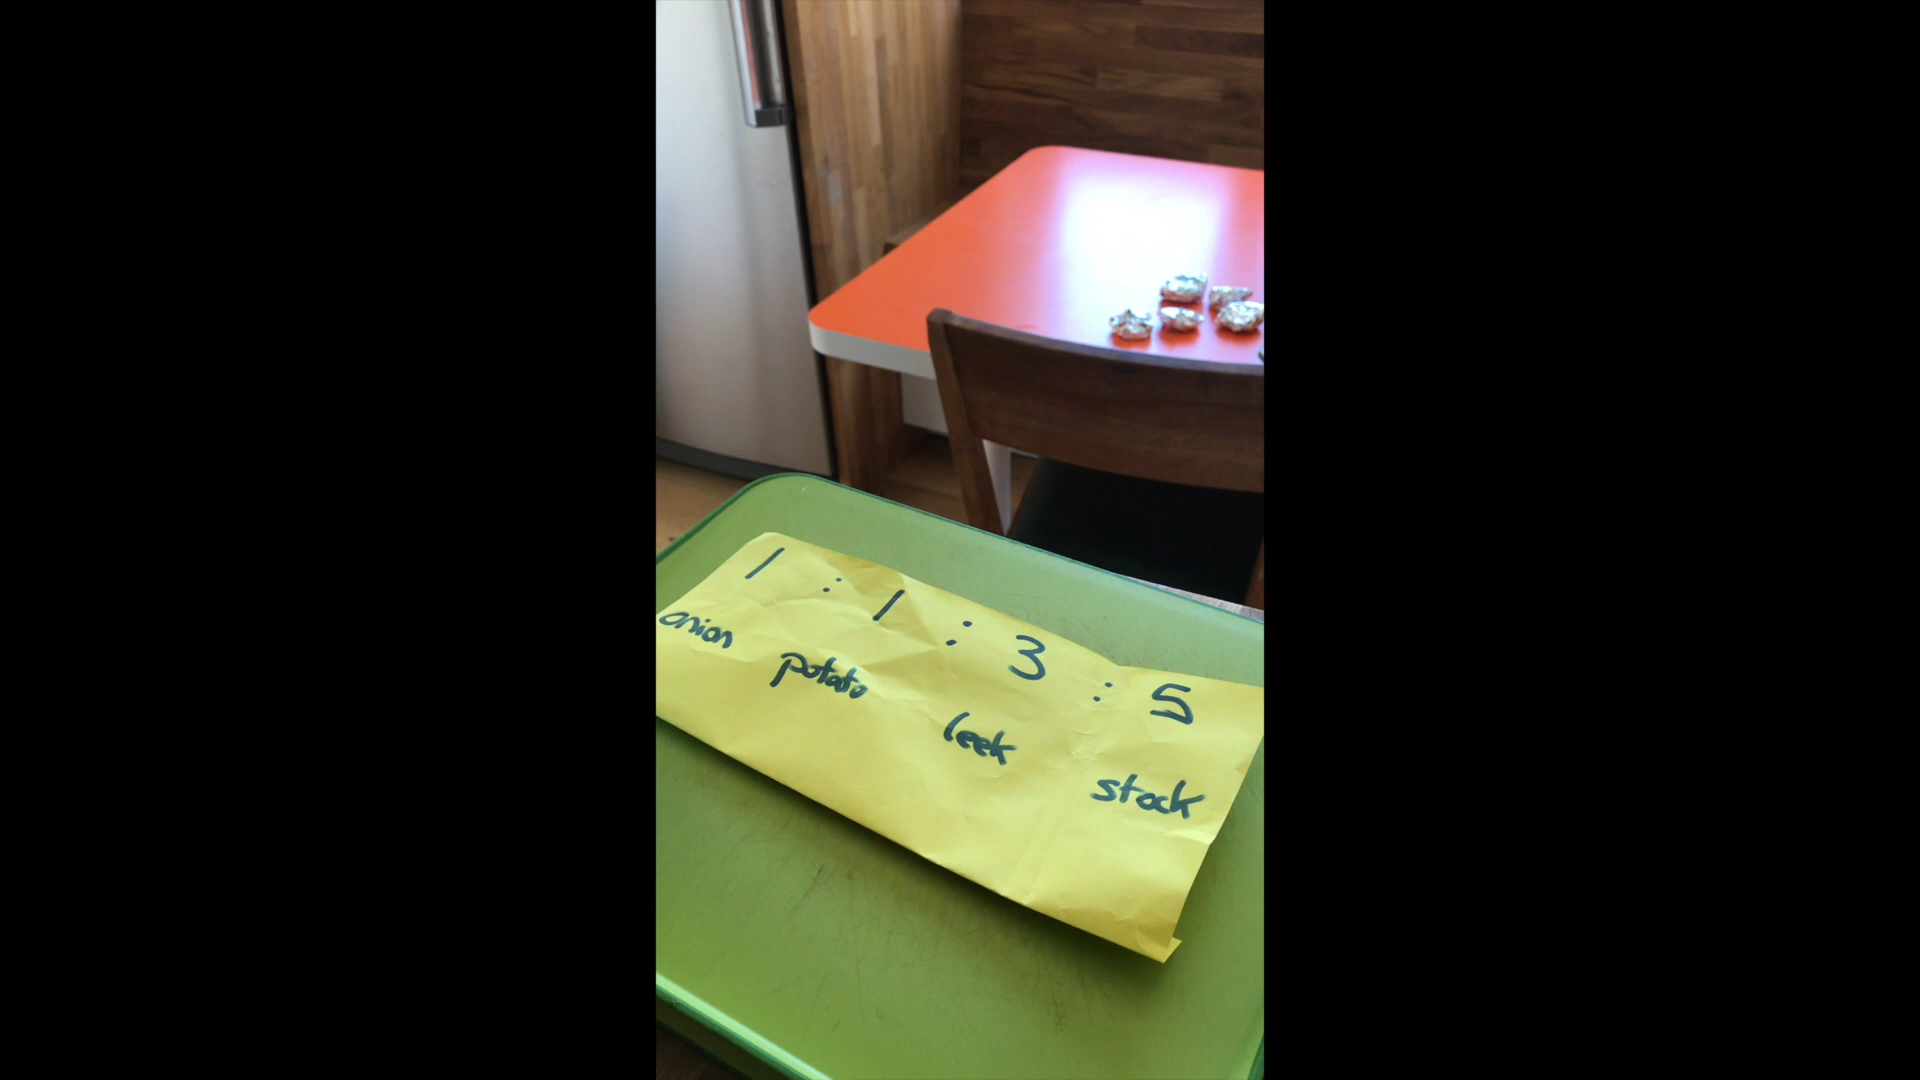 1 : 1 : 3 : 5
onion potato leek stock